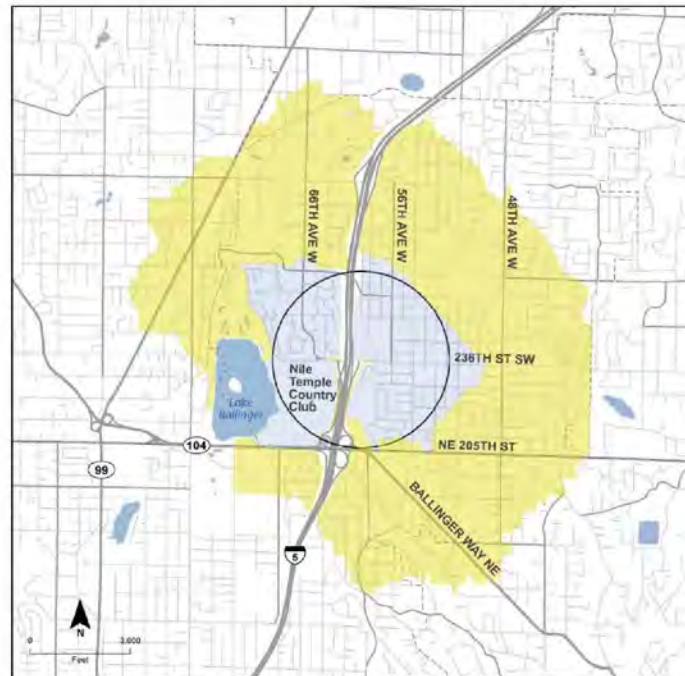 66TH AVE W
56TH AVE W
48TH AVE W
236TH ST SW
Nile
Temple
Country
Club
Lake
Ballinger
NE 205TH ST
104
99
BALLINGER WAY NE
5
N
0
3,000
Feet